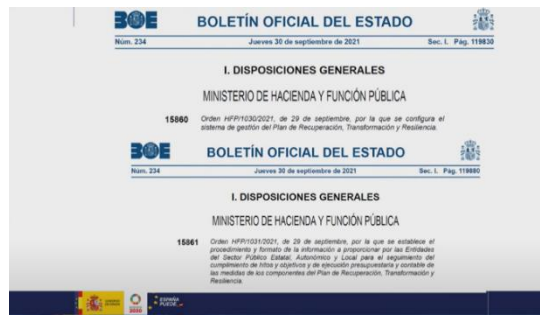 BOE BOLETÍN OFICIAL DEL ESTADO
Núm. 234 Jueves 30 de septiembre de 2021 Sec. I. Pág. 119830
I. DISPOSICIONES GENERALES
MINISTERIO DE HACIENDA Y FUNCIÓN PÚBLICA
15860 Orden HFP/1030/2021, de 29 de septiembre, por la que se configura el
sistema de gestión del Plan de Recuperación, Transformación y Resiliencia.
BOE BOLETÍN OFICIAL DEL ESTADO
Núm. 234 Jueves 30 de septiembre de 2021 Sec. I. Pág. 119880
I. DISPOSICIONES GENERALES
MINISTERIO DE HACIENDA Y FUNCIÓN PÚBLICA
15861 Orden HFP/1031/2021, de 29 de septiembre, por la que se establece el
procedimiento y formato de la información a proporcionar por las Entidades
del Sector Público Estatal, Autonómico y Local para el seguimiento del
cumplimiento de hitos y objetivos y de ejecución presupuestaria y contable de
las medidas de los componentes del Plan de Recuperación, Transformación y
Resiliencia.
2030 ESPAÑA
PUEDE.